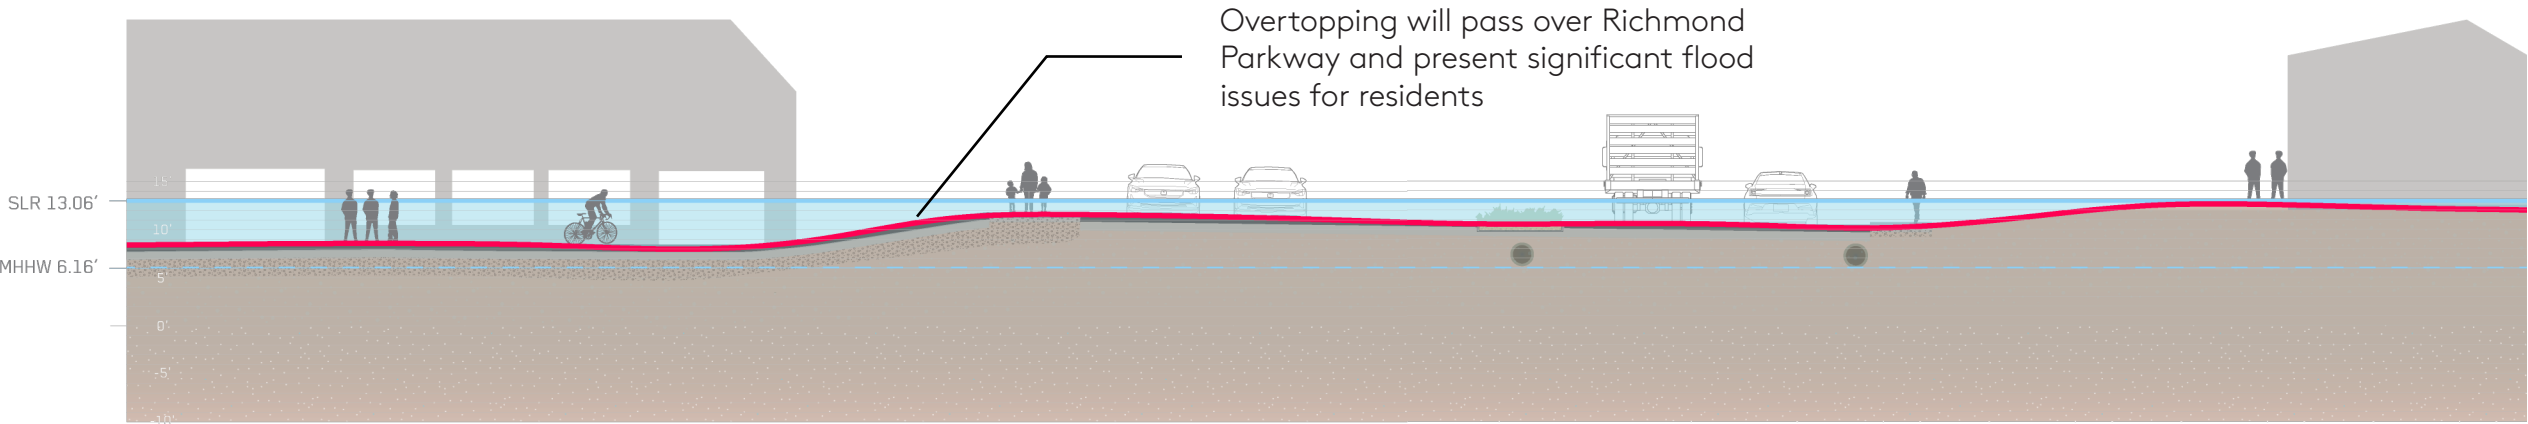 Overtopping will pass over Richmond
Parkway and present significant flood
issues for residents
15'
SLR 13.06'
10'
MHHW 6.16'
5'
0'
-5'
-10'